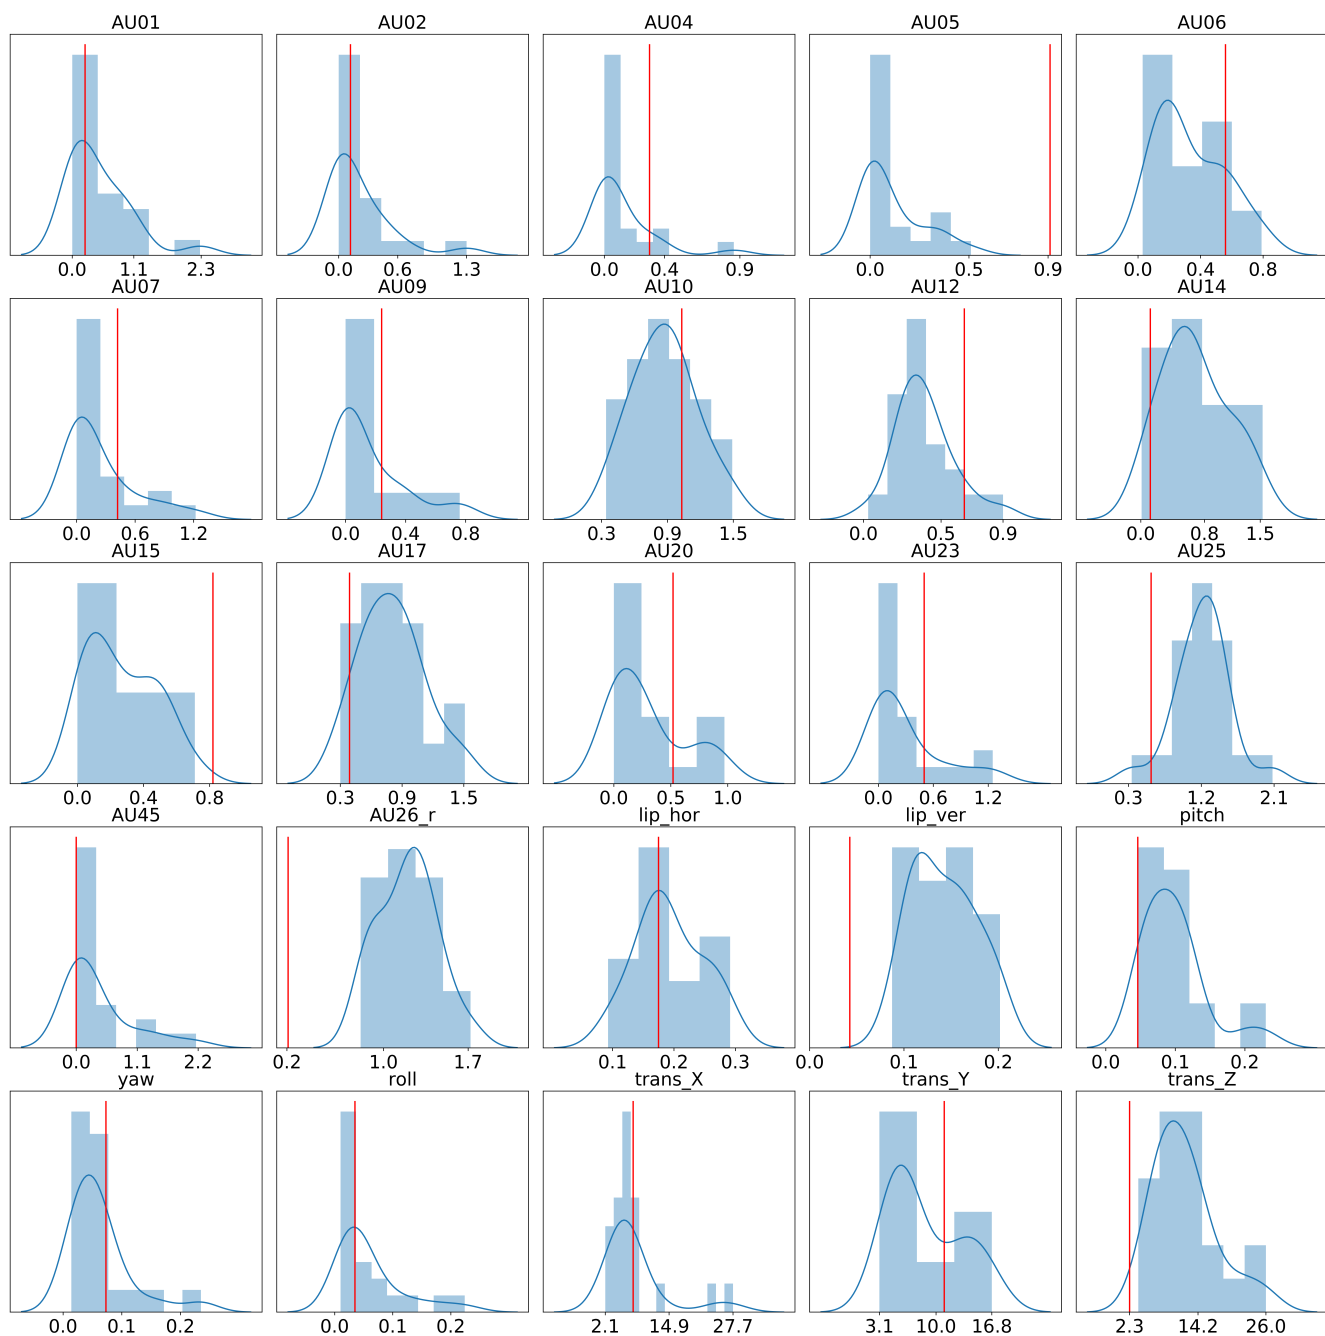 AU01 AU02 AU04 AU05 AU06
0.0 1.1 2.3 0.0 0.6 1.3 0.0 0.4 0.9 0.0 0.5 0.9 0.0 0.4 0.8
AU07 AU09 AU10 AU12 AU14
0.0 0.6 1.2 0.0 0.4 0.8 0.3 0.9 1.5 0.0 0.5 0.9 0.0 0.8 1.5
AU15 AU17 AU20 AU23 AU25
0.0 0.4 0.8 0.3 0.9 1.5 0.0 0.5 1.0 0.0 0.6 1.2 0.3 1.2 2.1
AU45 AU26_r lip_hor lip_ver pitch
0.0 1.1 2.2 0.2 1.0 1.7 0.1 0.2 0.3 0.0 0.1 0.2 0.0 0.1 0.2
yaw roll trans_X trans_Y trans_Z
0.0 0.1 0.2 0.0 0.1 0.2 2.1 14.9 27.7 3.1 10.0 16.8 2.3 14.2 26.0